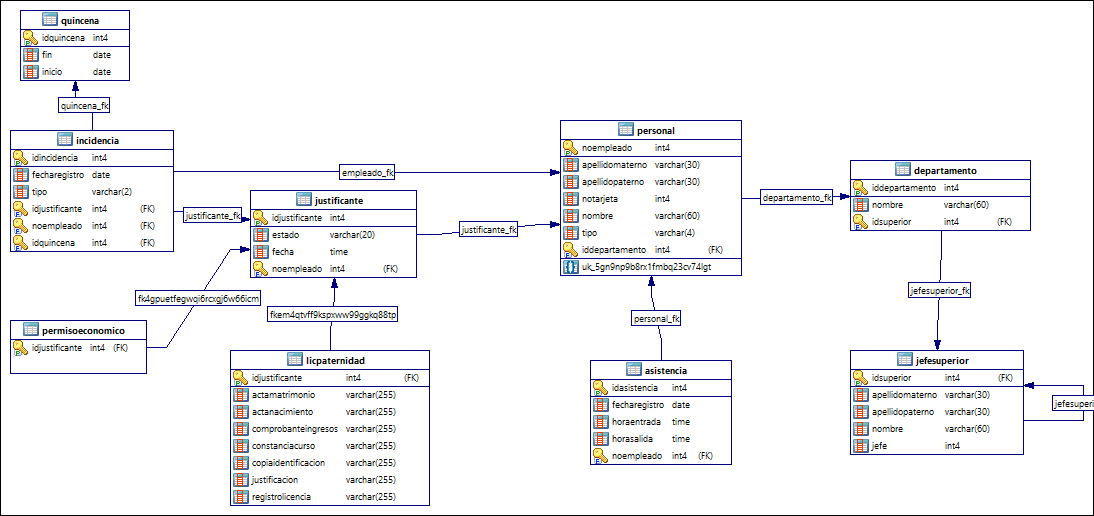 quincena
idquincena int4
fin date
inicio date
quincena_fk
incidencia
idincidencia int4
fecharegistro date
tipo varchar(2)
idjustificante int4 (FK)
noempleado int4 (FK)
idquincena int4 (FK)
empleado_fk
justificante_fk
justificante
idjustificante int4
estado varchar(20)
fecha time
noempleado int4 (FK)
justificante_fk
personal
noempleado int4
apellidomaterno varchar(30)
apellidopaterno varchar(30)
notarjeta int4
nombre varchar(60)
tipo varchar(4)
iddepartamento int4 (FK)
uk_5gn9np9b8rx1fmbq23cv74lgt
departamento_fk
departamento
iddepartamento int4
nombre varchar(60)
idsuperior int4 (FK)
jefesuperior_fk
fk4gpuetfegwqi6rcxgj6w66icm
fkem4qtvff9kspxww99ggkq88tp
personal_fk
permisoeconomico
idjustificante int4 (FK)
licpaternidad
idjustificante int4 (FK)
actamatrimonio varchar(255)
actanacimiento varchar(255)
comprobanteingresos varchar(255)
constanciacurso varchar(255)
copiaidentificacion varchar(255)
justificacion varchar(255)
registrolicencia varchar(255)
asistencia
idasistencia int4
fecharegistro date
horaentrada time
horasalida time
noempleado int4 (FK)
jefesuperior
idsuperior int4 (FK)
apellidomaterno varchar(30)
apellidopaterno varchar(30)
nombre varchar(60)
jefe int4
jefesuperi